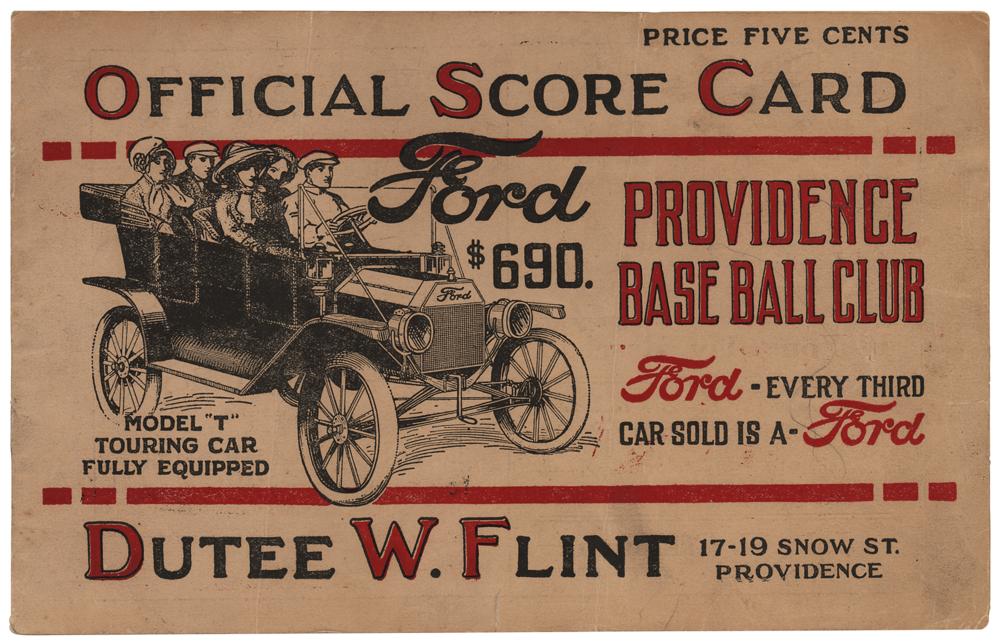 PRICE FIVE CENTS
OFFICIAL SCORE CARD
Ford
$690.
PROVIDENCE
BASE BALL CLUB
Ford
Ford - EVERY THIRD
CAR SOLD IS A - Ford
MODEL "T"
TOURING CAR
FULLY EQUIPPED
DUTEE W. FLINT
17-19 SNOW ST.
PROVIDENCE